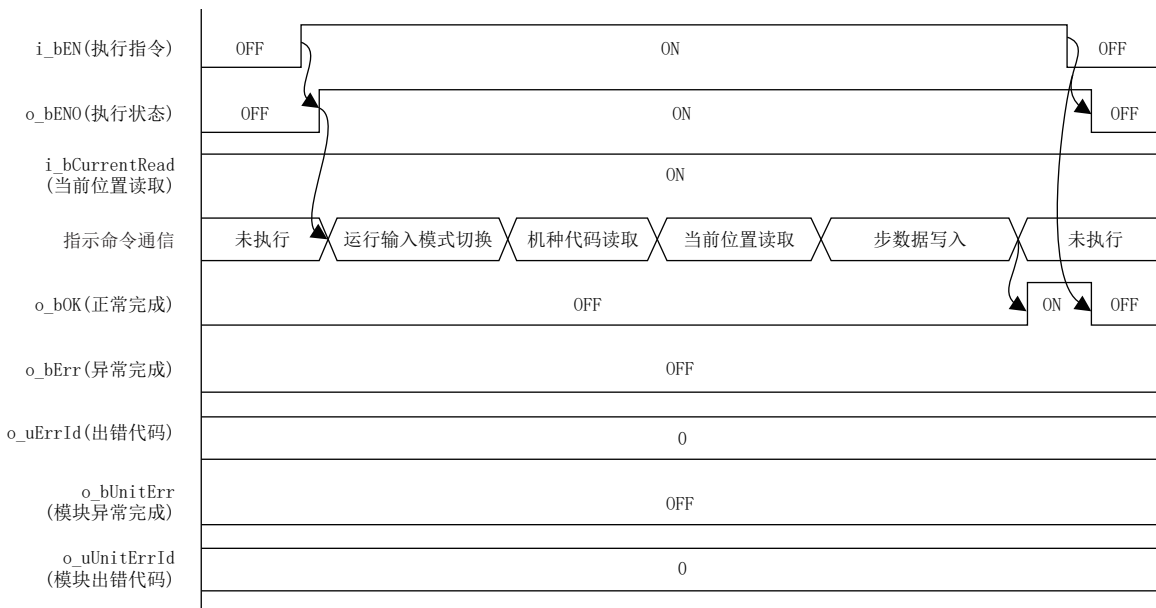 i_bEN(执行指令) OFF ON OFF
o_bENO(执行状态) OFF ON OFF
i_bCurrentRead
(当前位置读取)
ON
指示命令通信 未执行 运行输入模式切换 机种代码读取 当前位置读取 步数据写入 未执行
o_bOK(正常完成) OFF ON OFF
o_bErr(异常完成) OFF
o_uErrId(出错代码) 0
o_bUnitErr
(模块异常完成)
OFF
o_uUnitErrId
(模块出错代码)
0